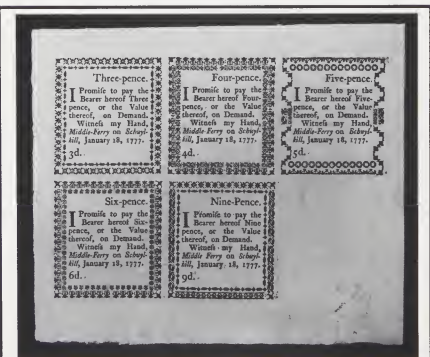 Three-pence.
I Promise to pay the
Bearer hereof Three
pence, or the Value
thereof, on Demand.
Witneſs my Hand,
Middle-Ferry on Schuyl-
kill, January 18, 1777.
3d.
Four-pence.
I Promiſe to pay the
Bearer hereof Four-
pence, or the Value
thereof, on Demand.
Witneſs my Hand,
Middle-Ferry on Schuyl-
kill, January 18, 1777.
4d.
Five-pence.
I Promiſe to pay the
Bearer hereof Five-
pence, or the Value
thereof, on Demand.
Witneſs my Hand,
Middle-Ferry on Schuyl-
kill, January 18, 1777.
5d.
Six-pence.
I Promiſe to pay the
Bearer hereof Six-
pence, or the Value
thereof, on Demand.
Witneſs my Hand,
Middle-Ferry on Schuyl-
kill, January 18, 1777.
6d.
Nine-Pence.
I Promiſe to pay the
Bearer hereof Nine
pence, or the Value
thereof, on Demand.
Witneſs my Hand,
Middle Ferry on Schuyl-
kill, January 18, 1777.
9d.